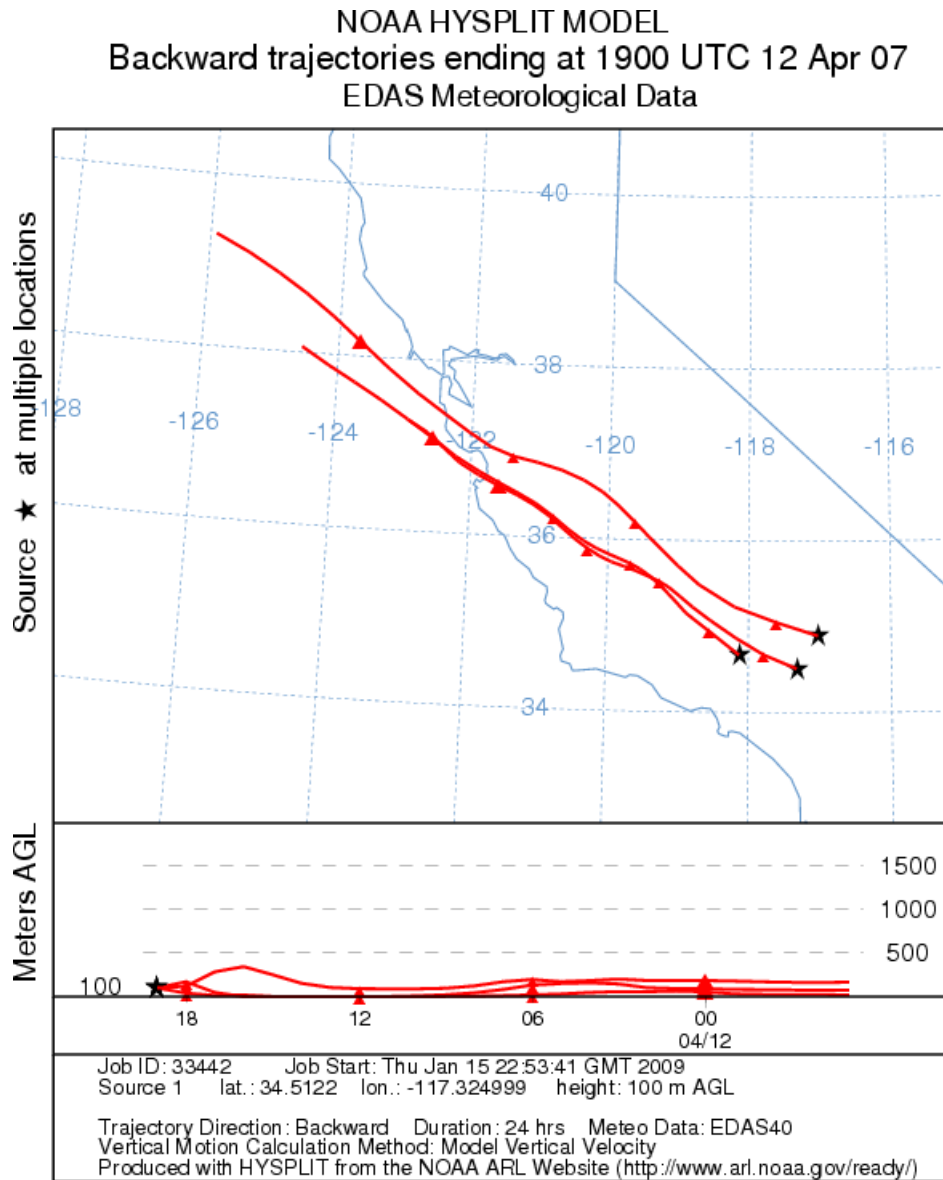 NOAA HYSPLIT MODEL
Backward trajectories ending at 1900 UTC 12 Apr 07
EDAS Meteorological Data
Source ★ at multiple locations
40
38
-128
-126
-124
-122
-120
-118
-116
36
34
Meters AGL
1500
1000
500
100
18 12 06 00
04/12
Job ID: 33442 Job Start: Thu Jan 15 22:53:41 GMT 2009
Source 1 lat.: 34.5122 lon.: -117.324999 height: 100 m AGL
Trajectory Direction: Backward Duration: 24 hrs Meteo Data: EDAS40
Vertical Motion Calculation Method: Model Vertical Velocity
Produced with HYSPLIT from the NOAA ARL Website (http://www.arl.noaa.gov/ready/)